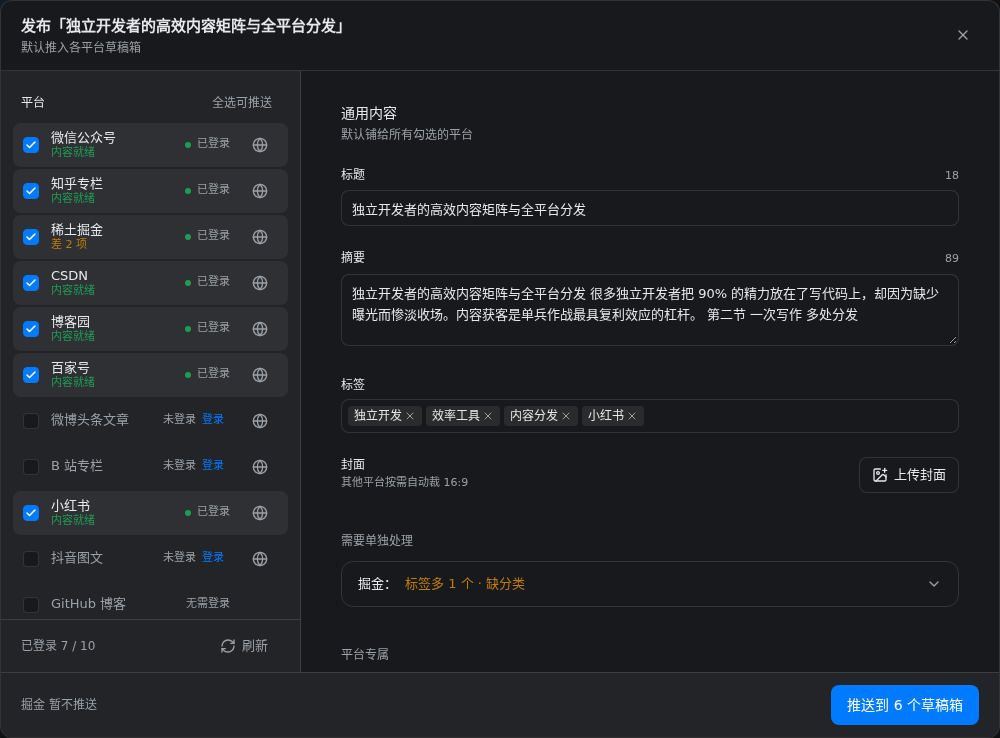 发布「独立开发者的高效内容矩阵与全平台分发」
默认推入各平台草稿箱
平台
全选可推送
微信公众号
内容就绪
已登录
知乎专栏
内容就绪
已登录
稀土掘金
差 2 项
已登录
CSDN
内容就绪
已登录
博客园
内容就绪
已登录
百家号
内容就绪
已登录
微博头条文章
未登录 登录
B 站专栏
未登录 登录
小红书
内容就绪
已登录
抖音图文
未登录 登录
GitHub 博客
无需登录
已登录 7 / 10
刷新
通用内容
默认铺给所有勾选的平台
标题
18
独立开发者的高效内容矩阵与全平台分发
摘要
89
独立开发者的高效内容矩阵与全平台分发 很多独立开发者把 90% 的精力放在了写代码上，却因为缺少
曝光而惨淡收场。内容获客是单兵作战最具复利效应的杠杆。 第二节 一次写作 多处分发
标签
独立开发 效率工具 内容分发 小红书
封面
其他平台按需自动裁 16:9
上传封面
需要单独处理
掘金： 标签多 1 个 · 缺分类
平台专属
掘金 暂不推送
推送到 6 个草稿箱